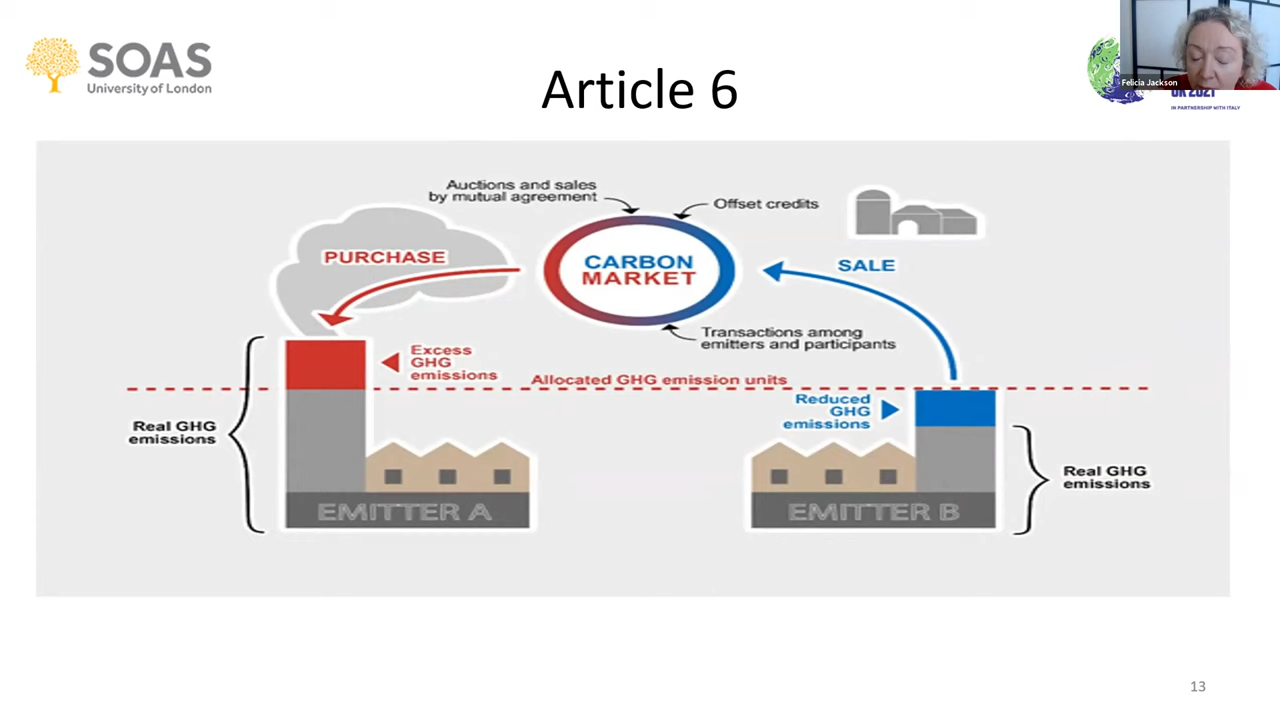 SOAS
University of London
Article 6
Felicia Jackson
UK 2021
IN PARTNERSHIP WITH ITALY
Auctions and sales
by mutual agreement
Offset credits
PURCHASE
CARBON
MARKET
SALE
Transactions among
emitters and participants
Excess
GHG
emissions
Allocated GHG emission units
Reduced
GHG
emissions
Real GHG
emissions
Real GHG
emissions
EMITTER A
EMITTER B
13